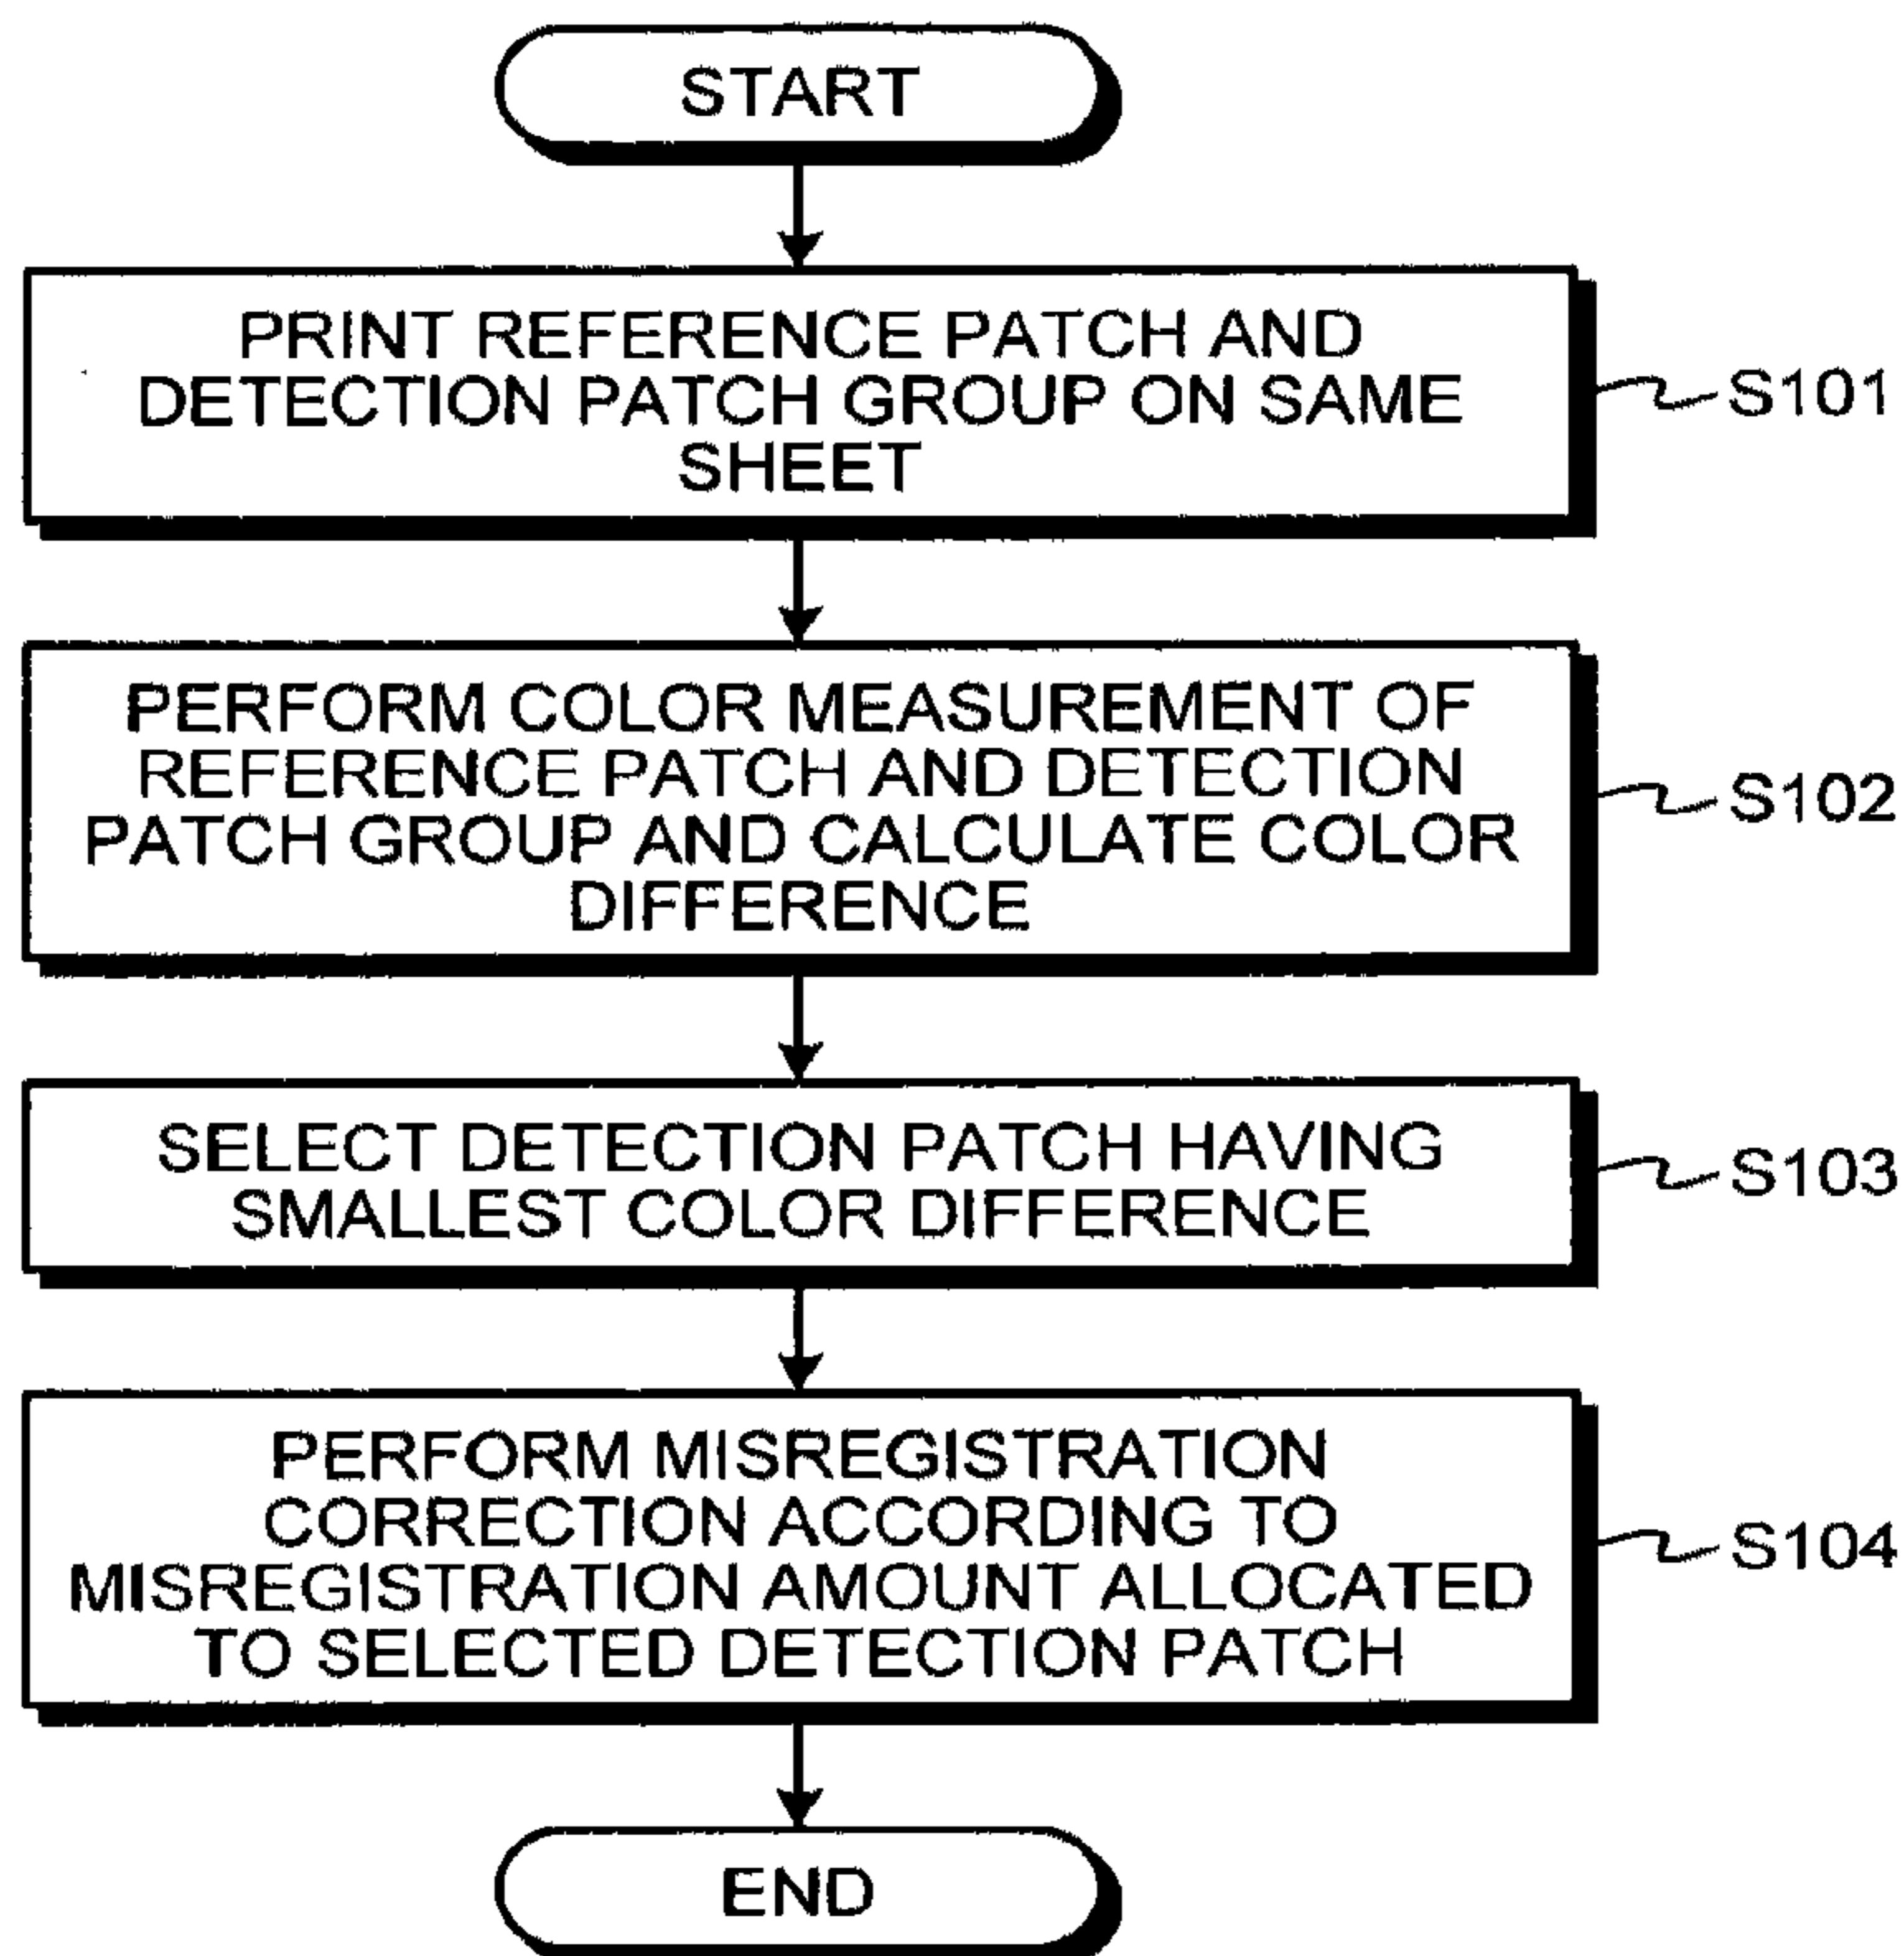 START
PRINT REFERENCE PATCH AND
DETECTION PATCH GROUP ON SAME
SHEET
S101
PERFORM COLOR MEASUREMENT OF
REFERENCE PATCH AND DETECTION
PATCH GROUP AND CALCULATE COLOR
DIFFERENCE
S102
SELECT DETECTION PATCH HAVING
SMALLEST COLOR DIFFERENCE
S103
PERFORM MISREGISTRATION
CORRECTION ACCORDING TO
MISREGISTRATION AMOUNT ALLOCATED
TO SELECTED DETECTION PATCH
S104
END